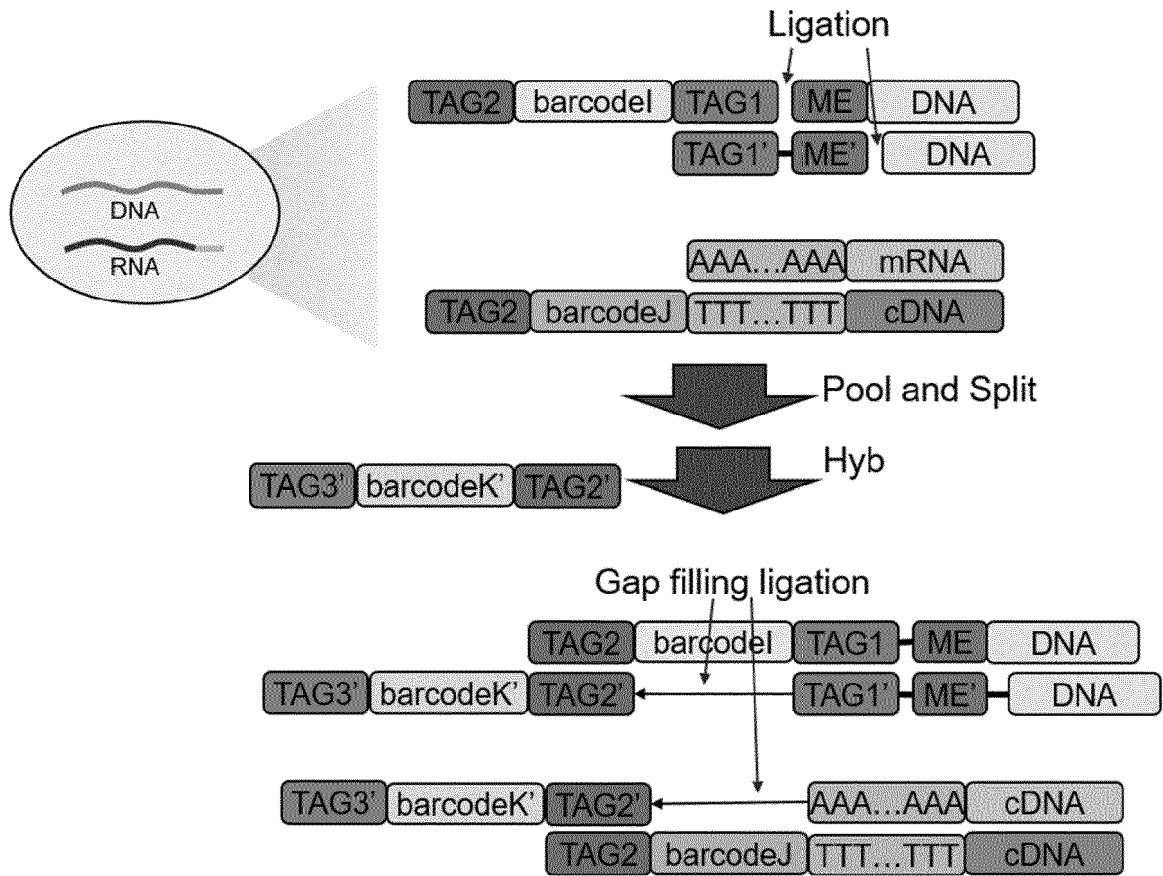 Ligation
TAG2 barcodeI TAG1 ME DNA
TAG1' ME' DNA
DNA
RNA
AAA...AAA mRNA
TAG2 barcodeJ TTT...TTT cDNA
Pool and Split
Hyb
TAG3' barcodeK' TAG2'
Gap filling ligation
TAG2 barcodeI TAG1 ME DNA
TAG3' barcodeK' TAG2' TAG1' ME' DNA
TAG3' barcodeK' TAG2' AAA...AAA cDNA
TAG2 barcodeJ TTT...TTT cDNA